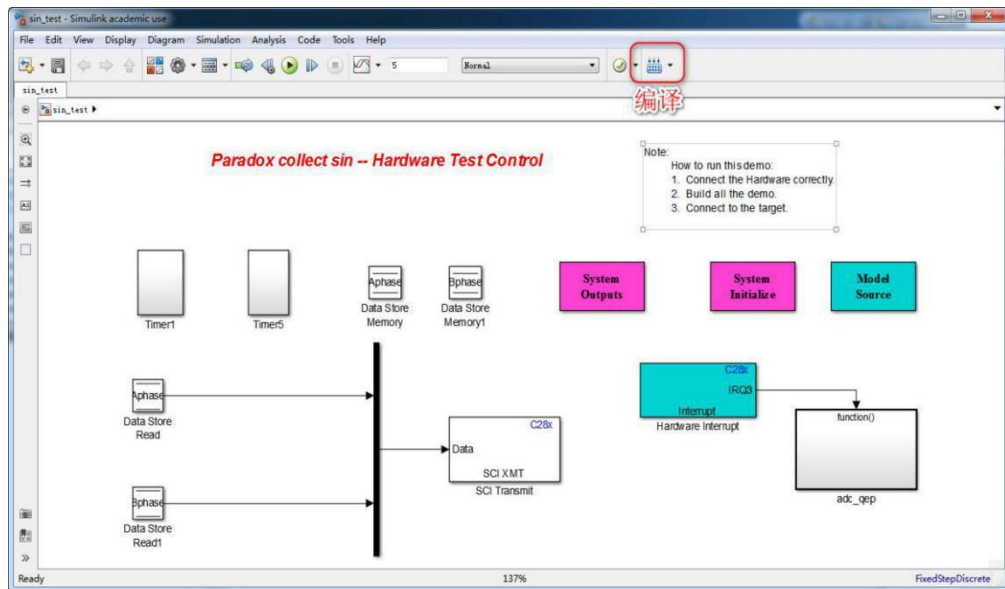 sin_test - Simulink academic use
File Edit View Display Diagram Simulation Analysis Code Tools Help
5
Normal
编译
sin_test
sin_test
Paradox collect sin -- Hardware Test Control
Note:
How to run this demo:
1. Connect the Hardware correctly.
2. Build all the demo.
3. Connect to the target.
Timer1
Timer5
Aphase
Data Store
Memory
Bphase
Data Store
Memory1
System
Outputs
System
Initialize
Model
Source
Aphase
Data Store
Read
Bphase
Data Store
Read1
C28x
Data
SCI XMT
SCI Transmit
C28x
IRQ3
Interrupt
Hardware Interrupt
function()
adc_qep
Ready
137%
FixedStepDiscrete